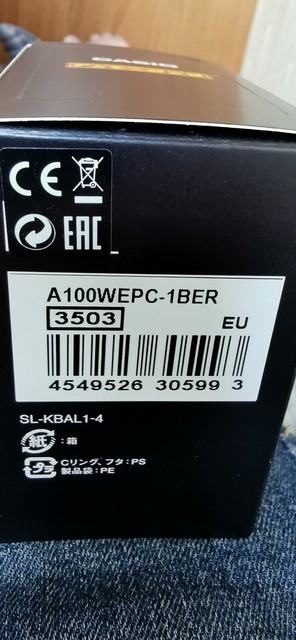 CASIO
CE
EAC
A100WEPC-1BER
3503
EU
4549526 30599 3
SL-KBAL1-4
紙 : 箱
プラ Cリング、フタ : PS
製品袋 : PE